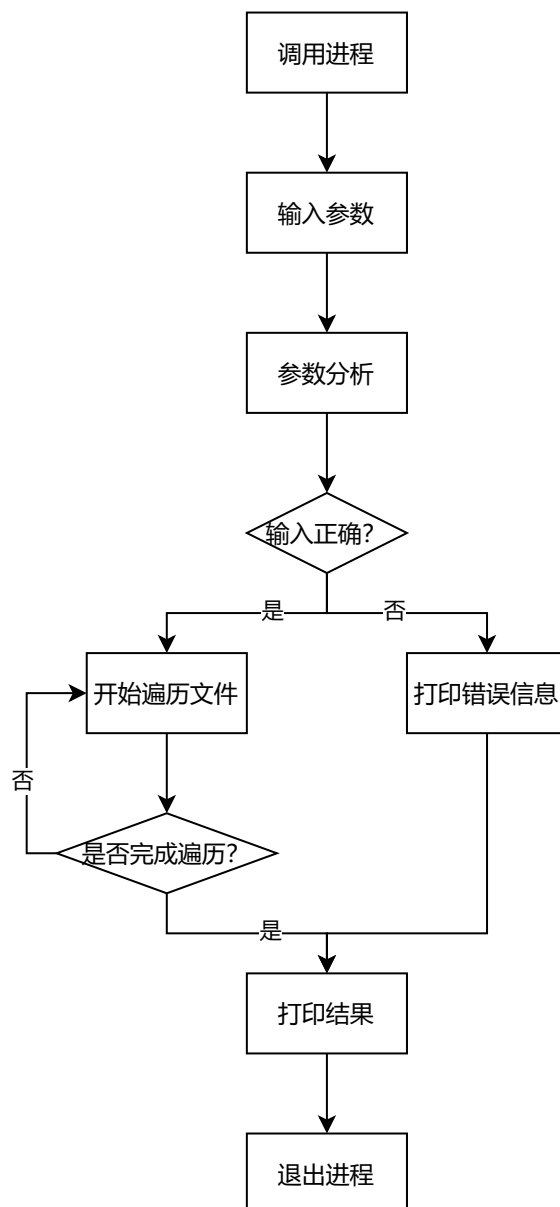 调用进程
输入参数
参数分析
输入正确?
是
否
开始遍历文件
打印错误信息
否
是否完成遍历?
是
打印结果
退出进程